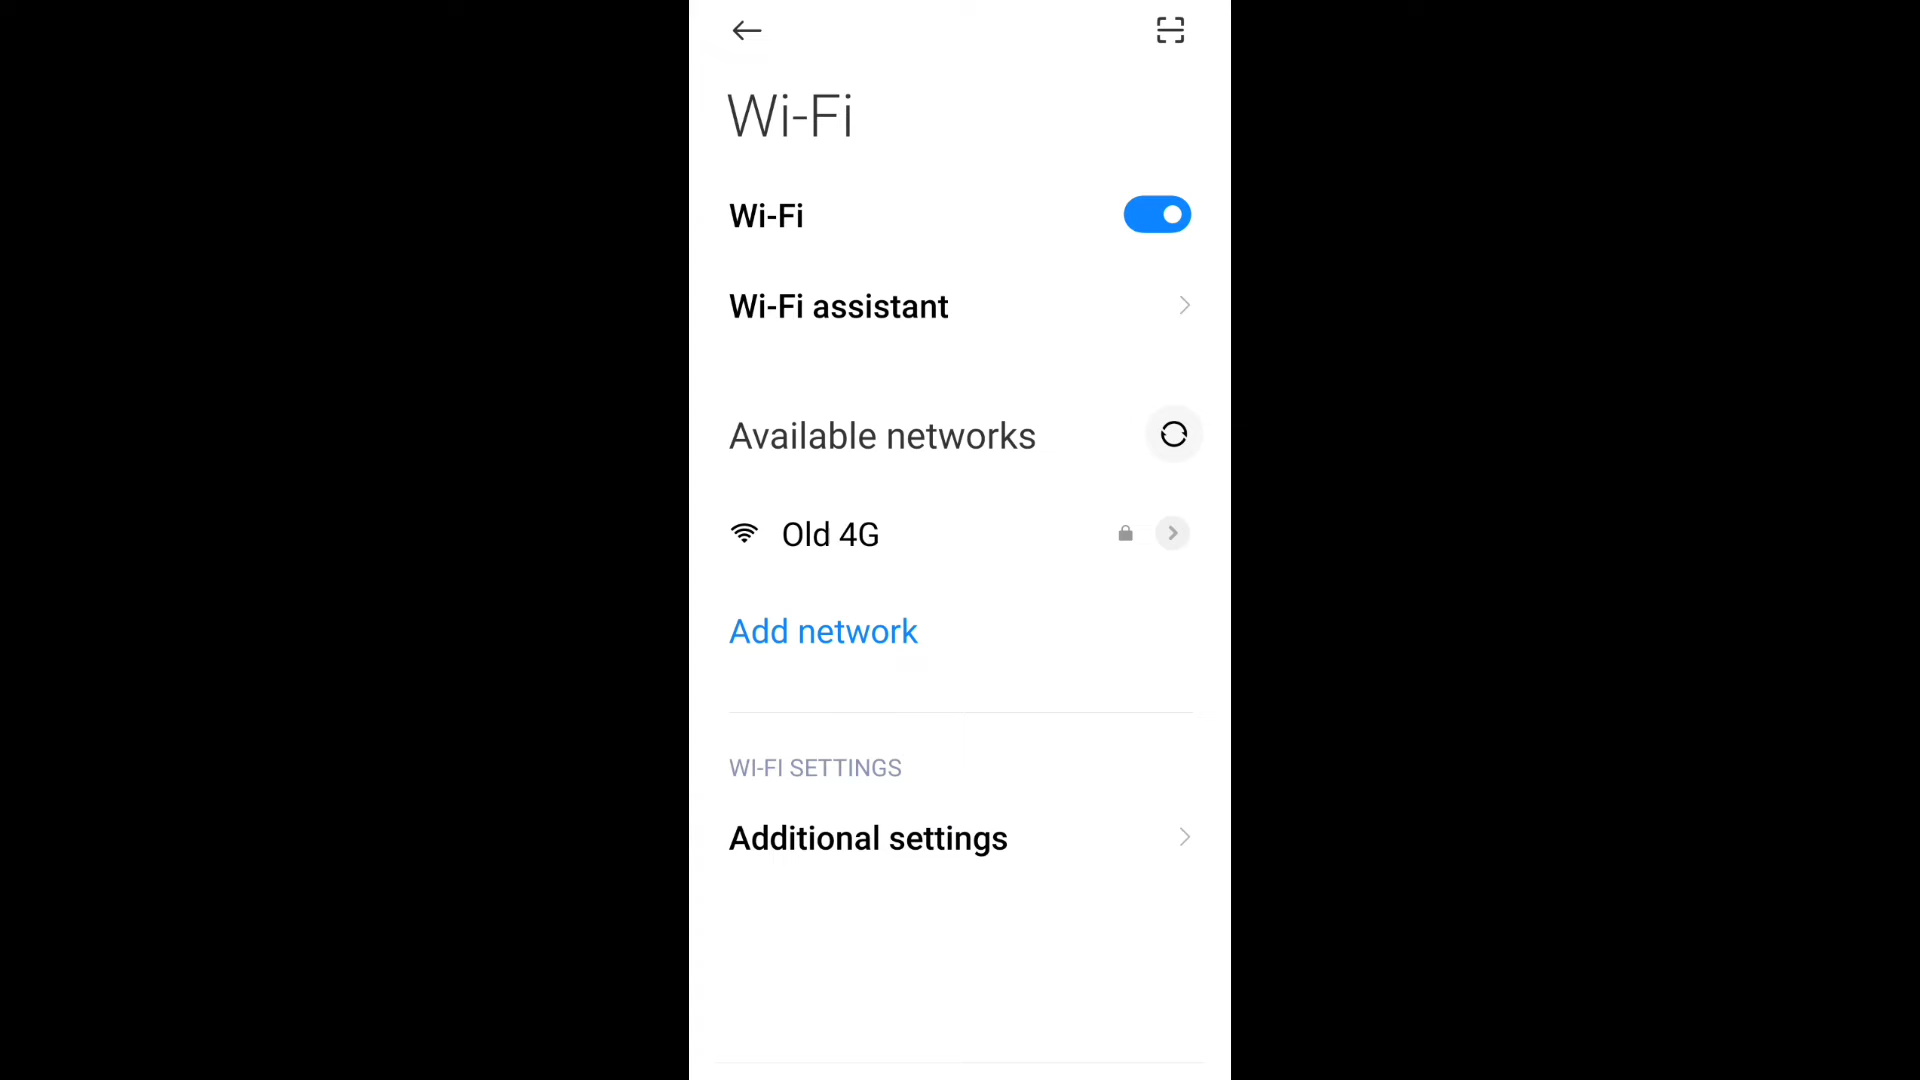 Wi-Fi
Wi-Fi
Wi-Fi assistant
Available networks
Old 4G
Add network
WI-FI SETTINGS
Additional settings